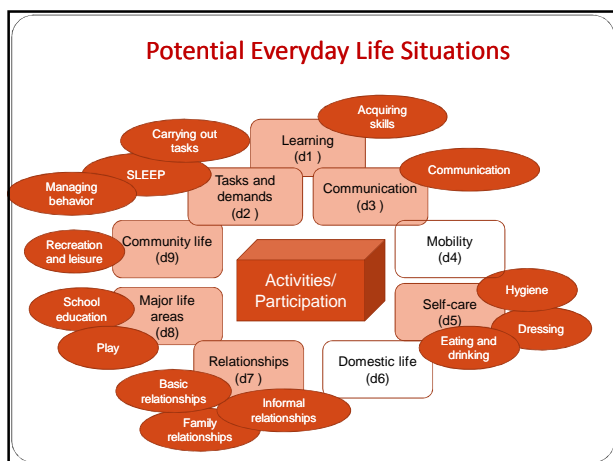 Potential Everyday Life Situations
Acquiring
skills
Carrying out
tasks
Learning
(d1 )
SLEEP
Communication
Managing
behavior
Tasks and
demands
(d2 )
Communication
(d3 )
Recreation
and leisure
Community life
(d9)
Mobility
(d4)
Activities/
Participation
School
education
Major life
areas
(d8)
Play
Self-care
(d5)
Hygiene
Dressing
Eating and
drinking
Relationships
(d7 )
Domestic life
(d6)
Basic
relationships
Informal
relationships
Family
relationships